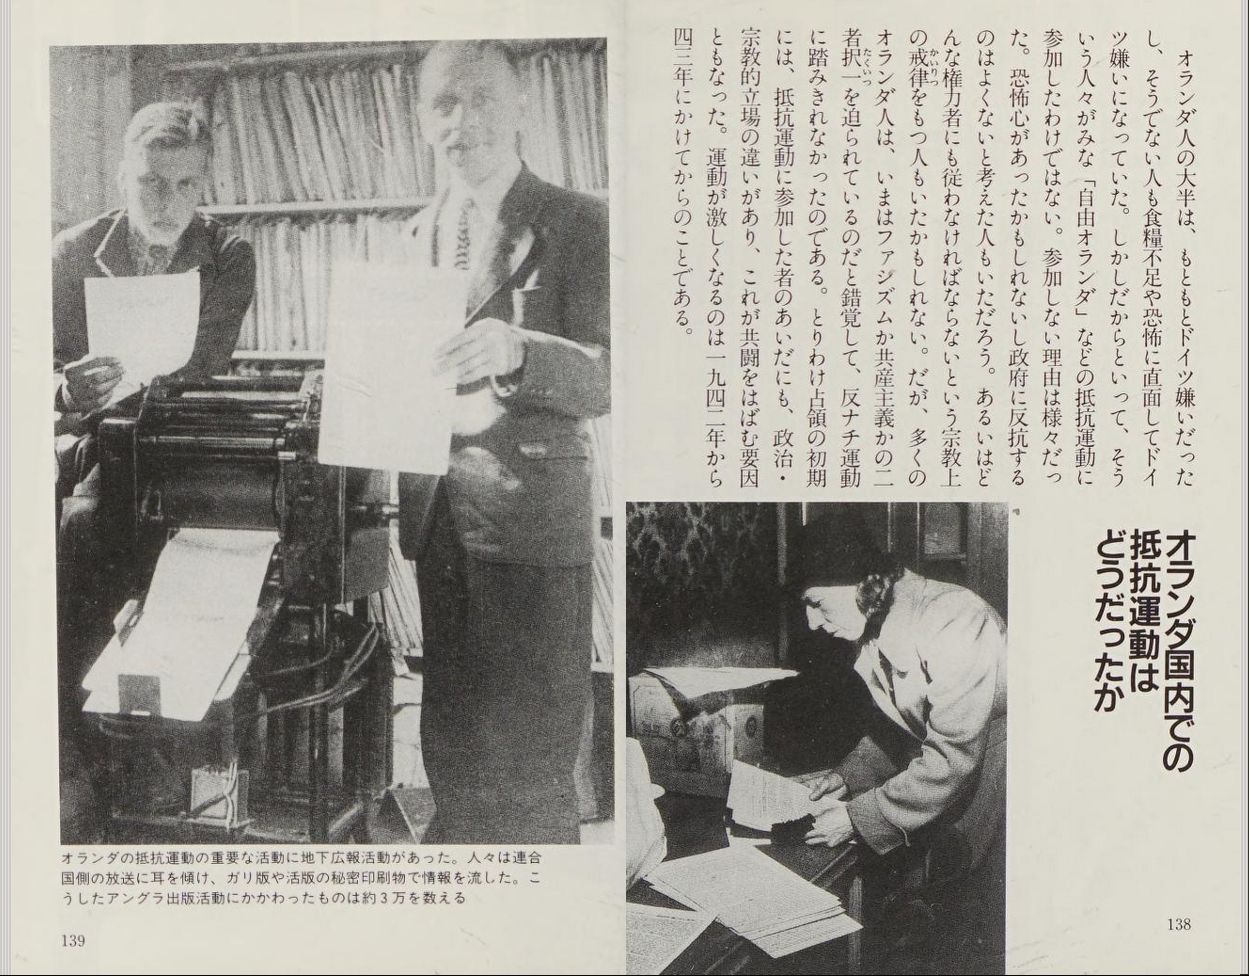 オランダ国内での
抵抗運動は
どうだったか
オランダ人の大半は、もともとドイツ嫌いだった
し、そうでない人も食糧不足や恐怖に直面してドイ
ツ嫌いになっていた。しかしだからといって、そう
いう人々がみな「自由オランダ」などの抵抗運動に
参加したわけではない。参加しない理由は様々だっ
た。恐怖心があったかもしれないし政府に反抗する
のはよくないと考えた人もいただろう。あるいはど
んな権力者にも従わなければならないという宗教上
の戒律をもつ人もいたかもしれない。だが、多くの
かいりつ
オランダ人は、いまはファシズムか共産主義かの二
者択一を迫られているのだと錯覚して、反ナチ運動
たくいつ
に踏みきれなかったのである。とりわけ占領の初期
には、抵抗運動に参加した者のあいだにも、政治・
宗教的立場の違いがあり、これが共闘をはばむ要因
ともなった。運動が激しくなるのは一九四二年から
四三年にかけてからのことである。
138
オランダの抵抗運動の重要な活動に地下広報活動があった。人々は連合
国側の放送に耳を傾け、ガリ版や活版の秘密印刷物で情報を流した。こ
うしたアングラ出版活動にかかわったものは約3万を数える
139